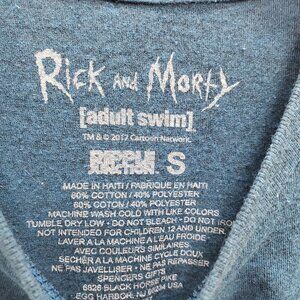 RICK AND MORTY
[adult swim]
TM & © 2017 Cartoon Network.
RIPPLE JUNCTION S
MADE IN HAITI / FABRIQUE EN HAITI
60% COTTON / 40% POLYESTER
60% COTON / 40% POLYESTER
MACHINE WASH COLD WITH LIKE COLORS
TUMBLE DRY LOW - DO NOT BLEACH - DO NOT IRON
NOT INTENDED FOR CHILDREN 12 AND UNDER.
LAVER A LA MACHINE A L'EAU FROIDE
AVEC COULEURS SIMILAIRES.
SECHER A LA MACHINE CYCLE DOUX
NE PAS JAVELLISER - NE PAS REPASSER
SPENCERS GIFTS
6826 BLACK HORSE PIKE
EGG HARBOR, NJ 08234 USA